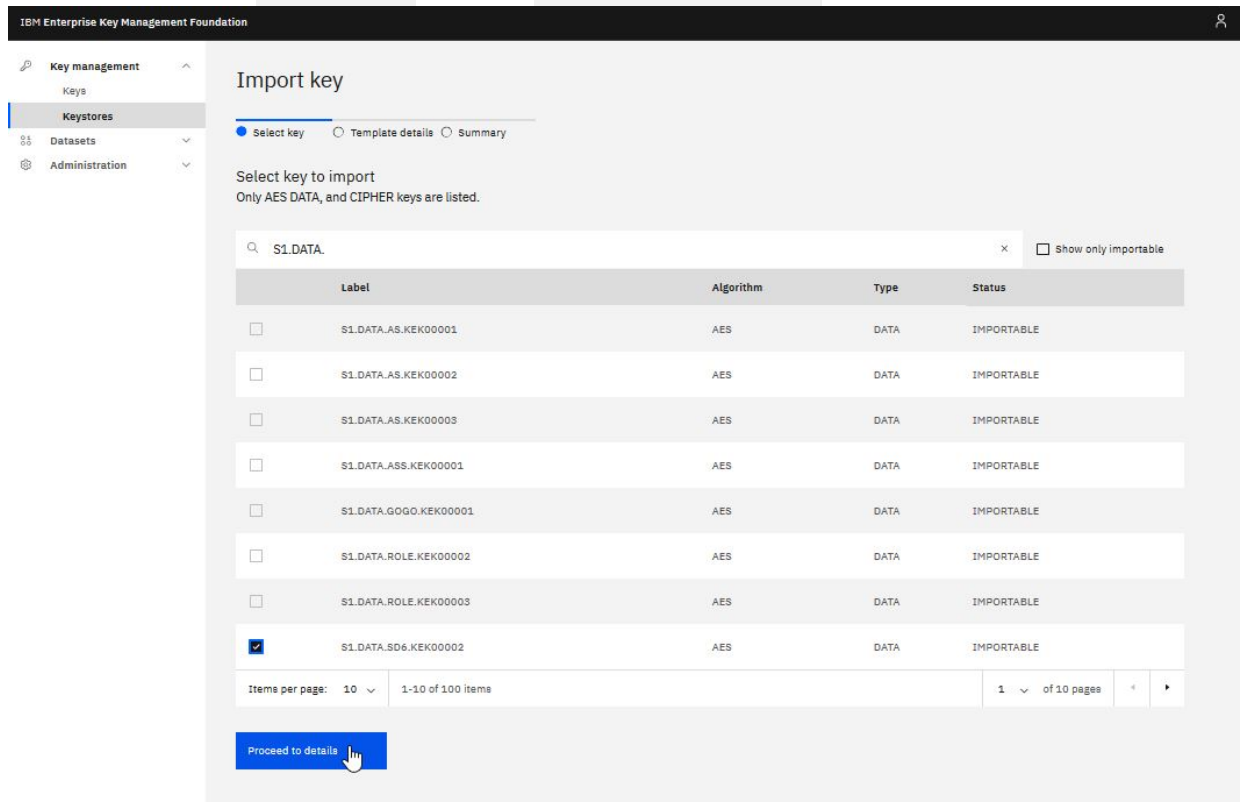 IBM Enterprise Key Management Foundation
Key management
Keys
Keystores
Datasets
Administration
Import key
Select key Template details Summary
Select key to import
Only AES DATA, and CIPHER keys are listed.
S1.DATA. Show only importable
Label Algorithm Type Status
S1.DATA.AS.KEK00001 AES DATA IMPORTABLE
S1.DATA.AS.KEK00002 AES DATA IMPORTABLE
S1.DATA.AS.KEK00003 AES DATA IMPORTABLE
S1.DATA.ASS.KEK00001 AES DATA IMPORTABLE
S1.DATA.GOGO.KEK00001 AES DATA IMPORTABLE
S1.DATA.ROLE.KEK00002 AES DATA IMPORTABLE
S1.DATA.ROLE.KEK00003 AES DATA IMPORTABLE
S1.DATA.SD6.KEK00002 AES DATA IMPORTABLE
Items per page: 10 1-10 of 100 items 1 of 10 pages
Proceed to details